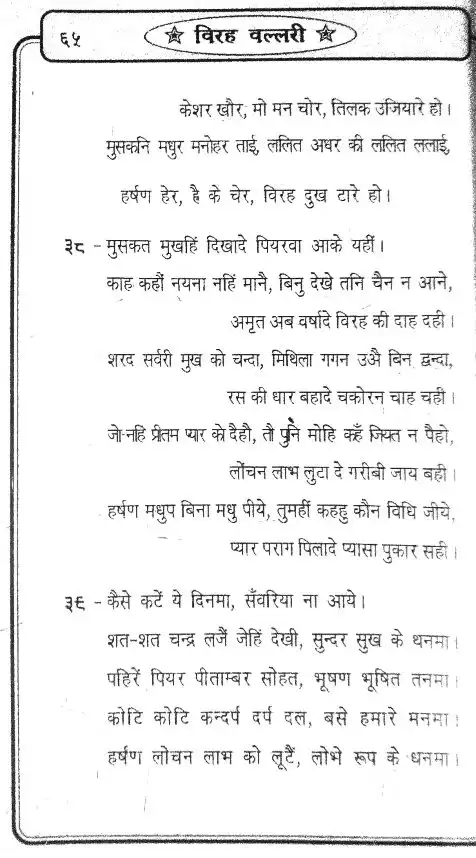 ६५ ☆ विरह वल्लरी ☆
केशर खौर, मो मन चोर, तिलक उजियारे हो।
मुसकनि मधुर मनोहर ताई, ललित अधर की ललित ललाई,
हर्षण हेर, है के चेर, विरह दुख टारे हो।
३८ - मुसकत मुखहिं दिखादे पियरवा आके यहीं।
काह कहौं नयना नहिं मानै, बिनु देखे तनि चैन न आने,
अमृत अब वर्षादे विरह की दाह दही।
शरद सर्वरी मुख को चन्दा, मिथिला गगन उऔ बिन द्वन्दा,
रस की धार बहादे चकोरन चाह चही।
जो नहि प्रीतम प्यार को दैहौ, तौ पुनि मोहि कहँ जियत न पैहो,
लोंचन लाभ लुटा दे गरीबी जाय बही।
हर्षण मधुप बिना मधु पीये, तुमहीं कहहु कौन विधि जीये,
प्यार पराग पिलादे प्यासा पुकार सही।
३९ - कैसे कटें ये दिनमा, सँवरिया ना आये।
शत-शत चन्द्र लजैं जेहिं देखी, सुन्दर सुख के धनमा।
पहिरें पियर पीताम्बर सोहत, भूषण भूषित तनमा।
कोटि कोटि कन्दर्प दर्प दल, बसे हमारे मनमा।
हर्षण लोचन लाभ को लूटैं, लोभे रूप के धनमा।